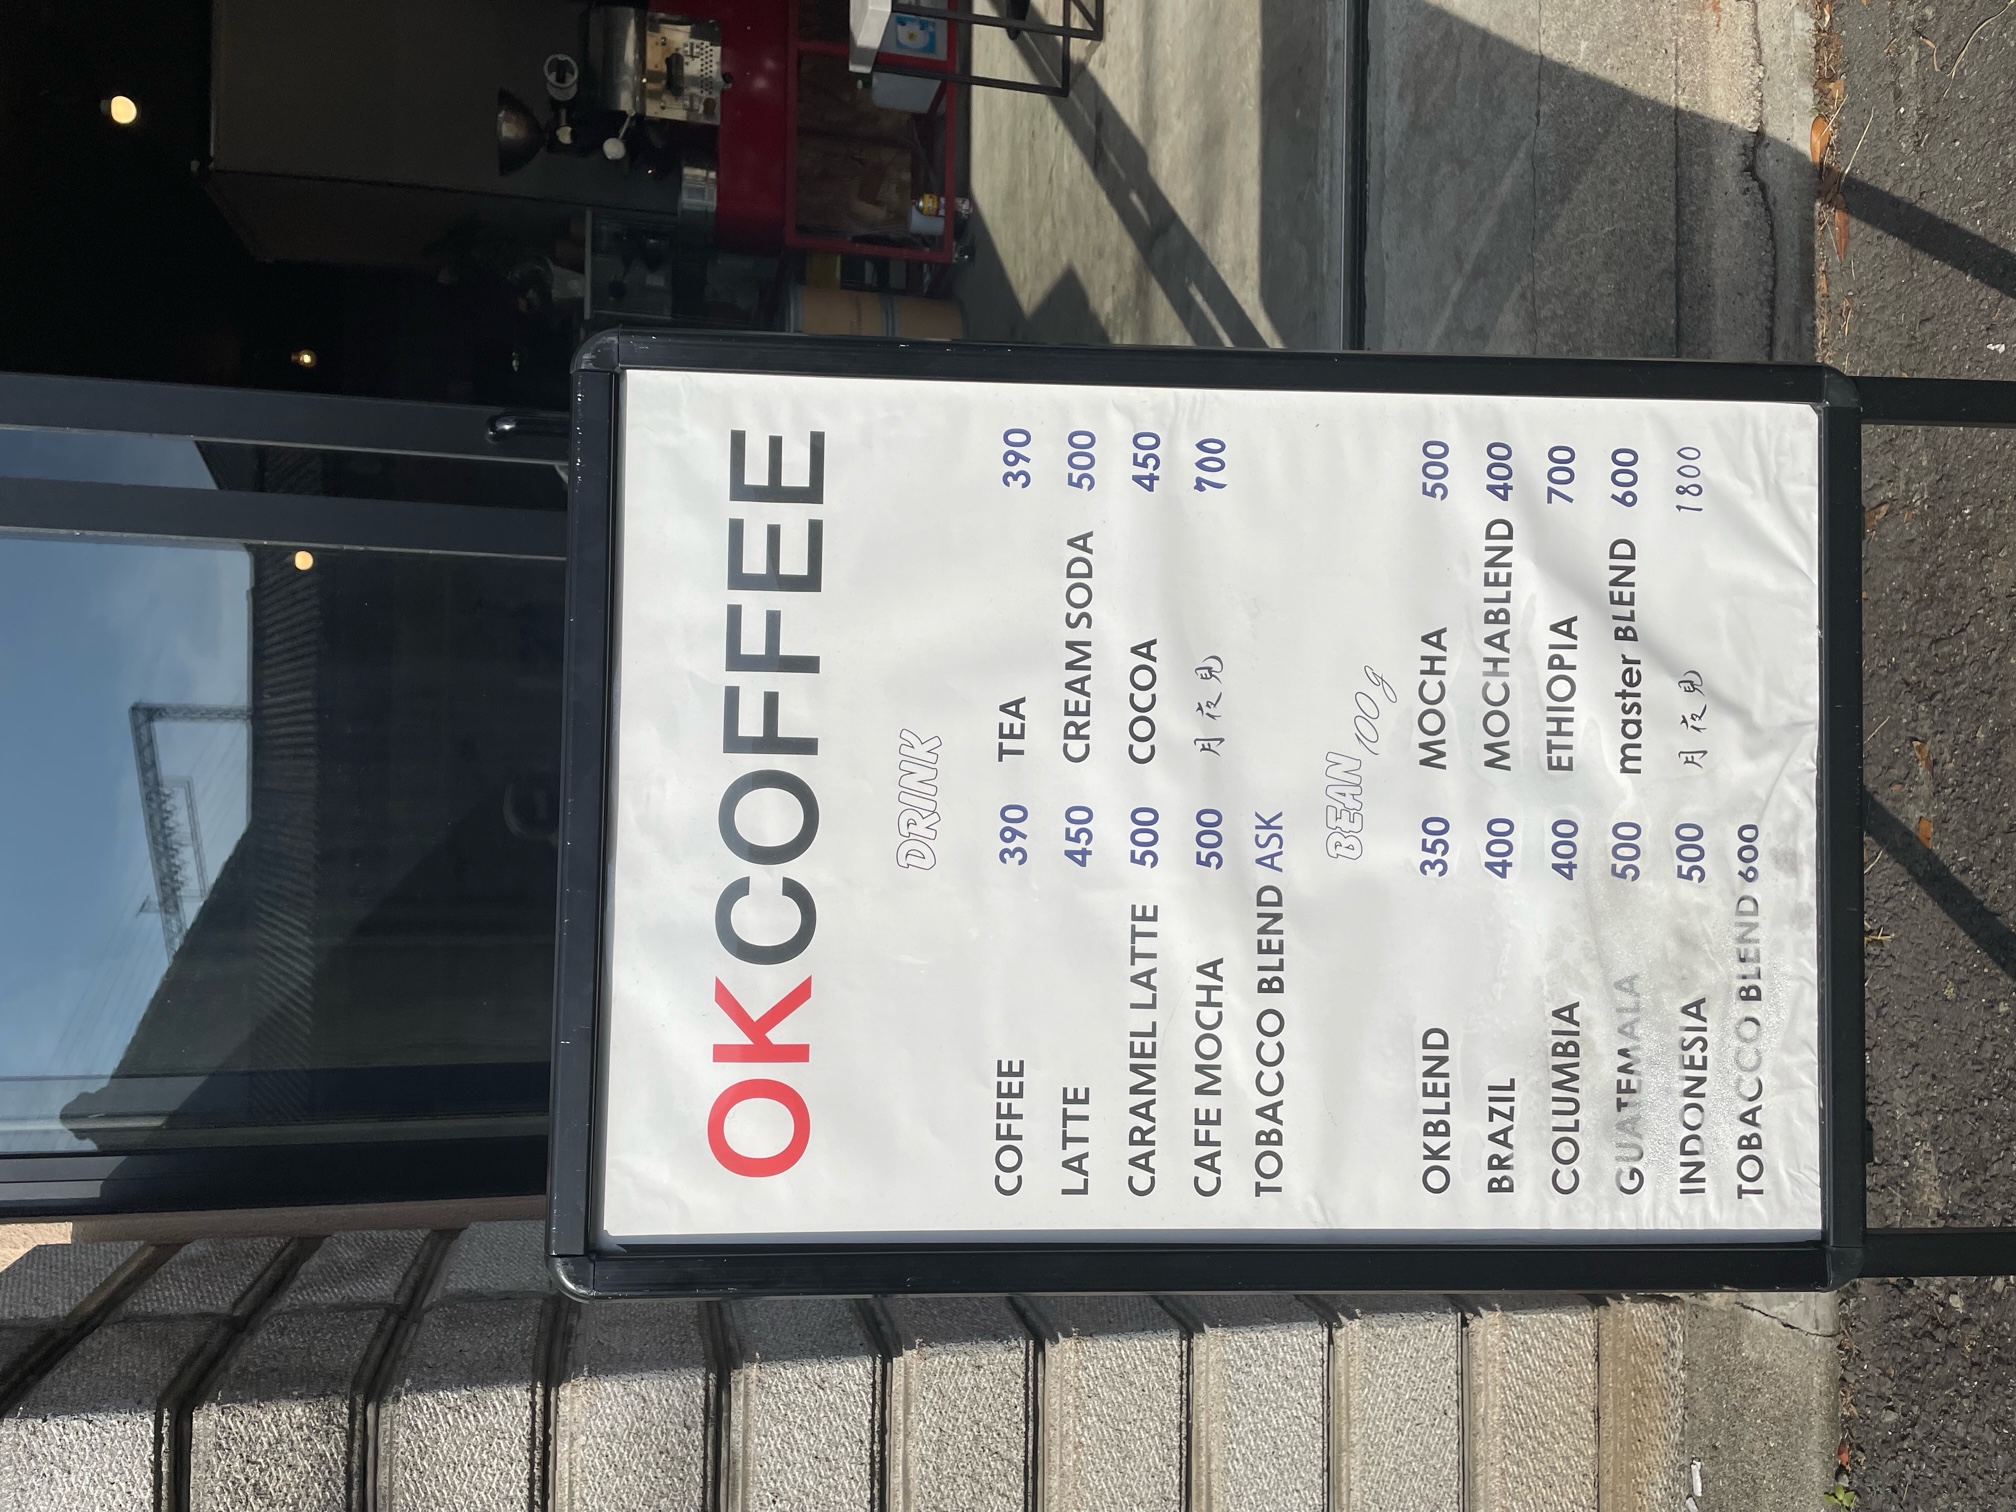 OKCOFFEE
DRINK
COFFEE 390 TEA 390
LATTE 450 CREAM SODA 500
CARAMEL LATTE 500 COCOA 450
CAFE MOCHA 500 月夜見 700
TOBACCO BLEND ASK
BEAN 100g
OKBLEND 350 MOCHA 500
BRAZIL 400 MOCHABLEND 400
COLUMBIA 400 ETHIOPIA 700
GUATEMALA 500 master BLEND 600
INDONESIA 500 月夜見 1800
TOBACCO BLEND 600